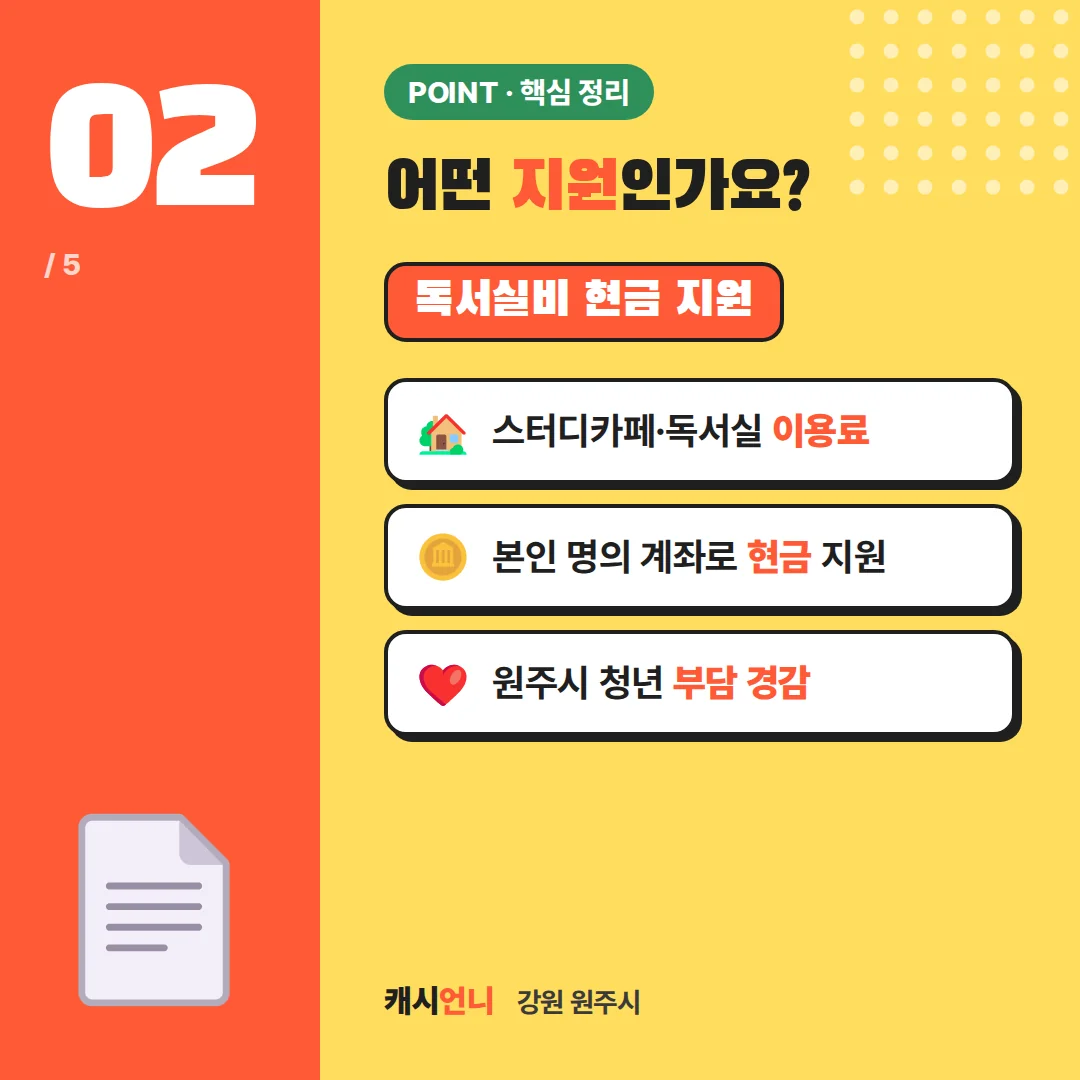 02
/ 5
POINT · 핵심 정리
어떤 지원인가요?
독서실비 현금 지원
스터디카페·독서실 이용료
본인 명의 계좌로 현금 지원
원주시 청년 부담 경감
캐시언니 강원 원주시